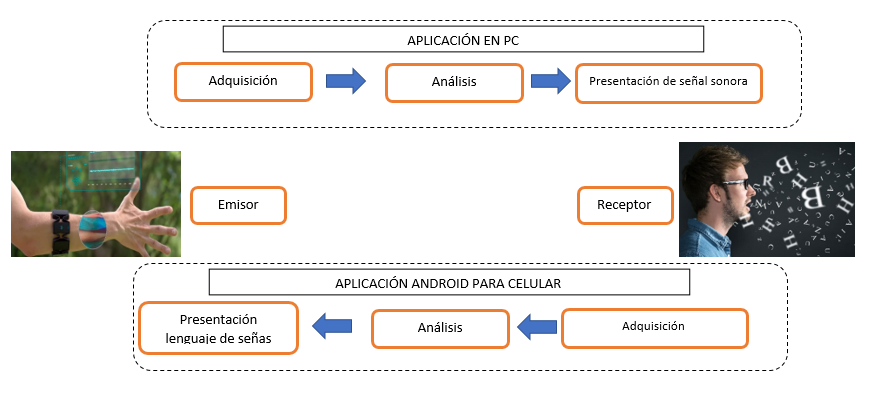 APLICACIÓN EN PC
Adquisición
Análisis
Presentación de señal sonora
Emisor
Receptor
APLICACIÓN ANDROID PARA CELULAR
Presentación
lenguaje de señas
Análisis
Adquisición